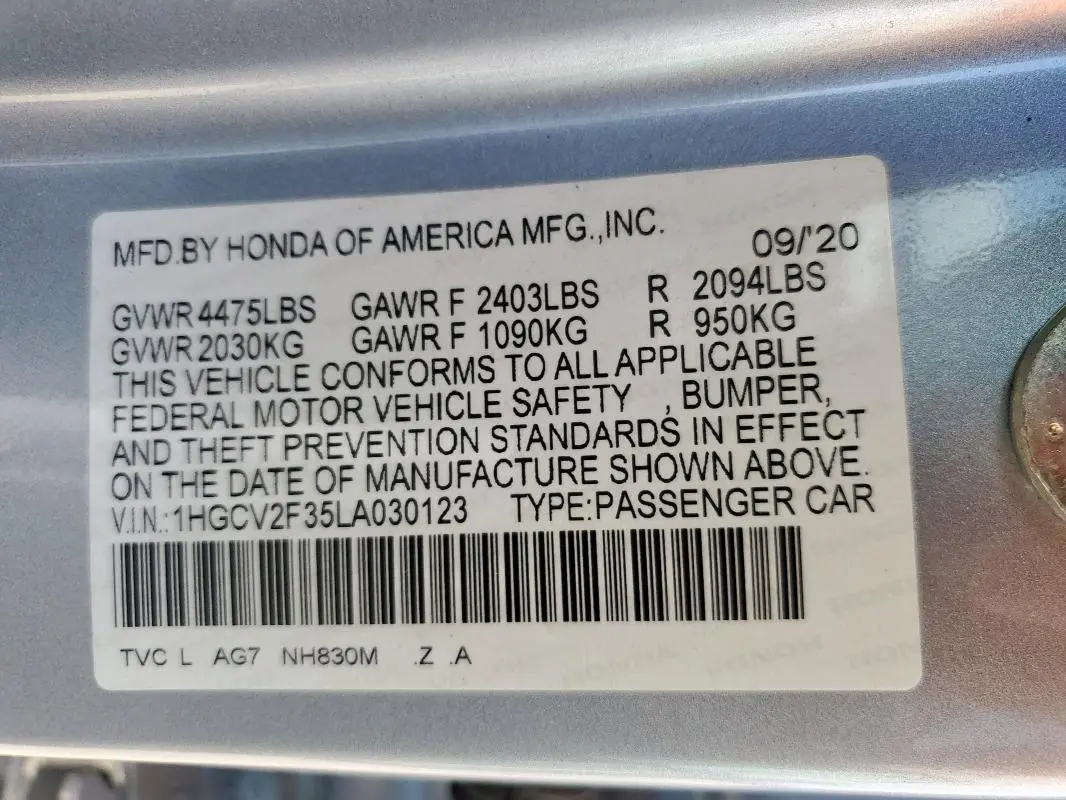 MFD.BY HONDA OF AMERICA MFG.,INC. 09/'20
GVWR 4475LBS GAWR F 2403LBS R 2094LBS
GVWR 2030KG GAWR F 1090KG R 950KG
THIS VEHICLE CONFORMS TO ALL APPLICABLE
FEDERAL MOTOR VEHICLE SAFETY , BUMPER,
AND THEFT PREVENTION STANDARDS IN EFFECT
ON THE DATE OF MANUFACTURE SHOWN ABOVE.
V.I.N.:1HGCV2F35LA030123 TYPE:PASSENGER CAR
TVC L AG7 NH830M .Z .A